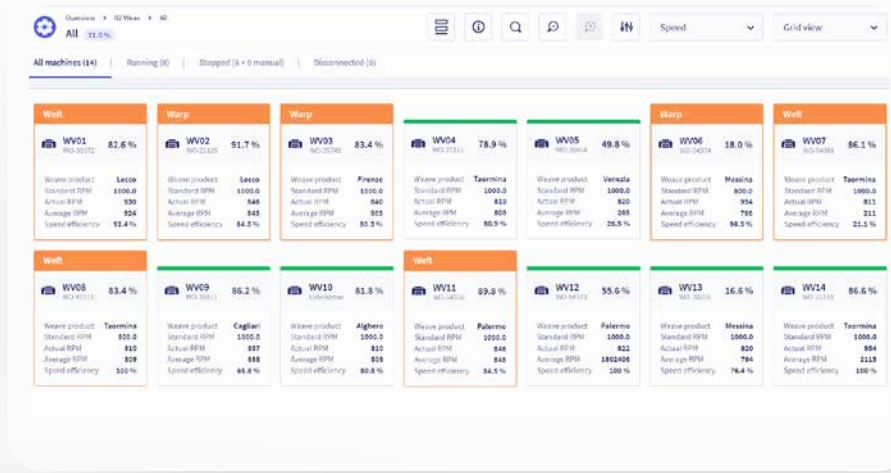 Overview > 02 Weav > All
All 71.0 %
Speed
Grid view
All machines (14) | Running (8) | Stopped (6 + 0 manual) | Disconnected (0)
Weft
WV01 82.6 %
Weave product Lecco
Standard RPM 1000.0
Actual RPM 930
Average RPM 924
Speed efficiency 92.4 %
Warp
WV02 91.7 %
WO-21125
Weave product Lecco
Standard RPM 1000.0
Actual RPM 846
Average RPM 843
Speed efficiency 84.3 %
Warp
WV03 83.4 %
Weave product Firenze
Standard RPM 1000.0
Actual RPM 840
Average RPM 803
Speed efficiency 80.3 %
WV04 78.9 %
Weave product Taormina
Standard RPM 1000.0
Actual RPM 810
Average RPM 809
Speed efficiency 80.9 %
WV05 49.8 %
Weave product Venezia
Standard RPM 1000.0
Actual RPM 820
Average RPM 265
Speed efficiency 26.5 %
Warp
WV06 18.0 %
Weave product Messina
Standard RPM 800.0
Actual RPM 954
Average RPM 786
Speed efficiency 98.3 %
Weft
WV07 86.1 %
Weave product Taormina
Standard RPM 1000.0
Actual RPM 811
Average RPM 211
Speed efficiency 21.1 %
Weft
WV08 83.4 %
Weave product Taormina
Standard RPM 800.0
Actual RPM 810
Average RPM 809
Speed efficiency 100 %
WV09 86.2 %
Weave product Cagliari
Standard RPM 1000.0
Actual RPM 887
Average RPM 888
Speed efficiency 88.8 %
WV10 81.8 %
Weave product Alghero
Standard RPM 1000.0
Actual RPM 810
Average RPM 808
Speed efficiency 80.8 %
Weft
WV11 89.8 %
Weave product Palermo
Standard RPM 1000.0
Actual RPM 846
Average RPM 845
Speed efficiency 84.5 %
WV12 55.6 %
Weave product Palermo
Standard RPM 1000.0
Actual RPM 822
Average RPM 1802406
Speed efficiency 100 %
WV13 16.6 %
Weave product Messina
Standard RPM 1000.0
Actual RPM 820
Average RPM 764
Speed efficiency 76.4 %
WV14 86.6 %
Weave product Taormina
Standard RPM 1000.0
Actual RPM 954
Average RPM 2113
Speed efficiency 100 %